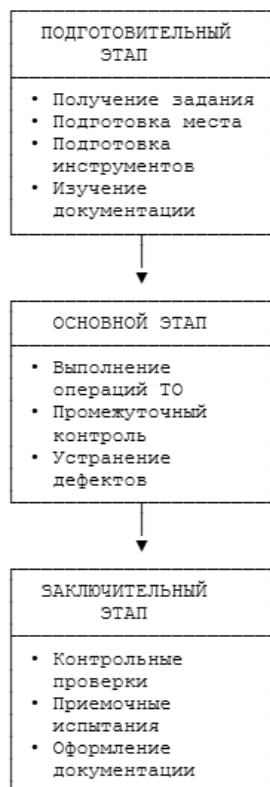 ПОДГОТОВИТЕЛЬНЫЙ
ЭТАП
• Получение задания
• Подготовка места
• Подготовка
инструментов
• Изучение
документации
ОСНОВНОЙ ЭТАП
• Выполнение
операций ТО
• Промежуточный
контроль
• Устранение
дефектов
ЗАКЛЮЧИТЕЛЬНЫЙ
ЭТАП
• Контрольные
проверки
• Приемочные
испытания
• Оформление
документации